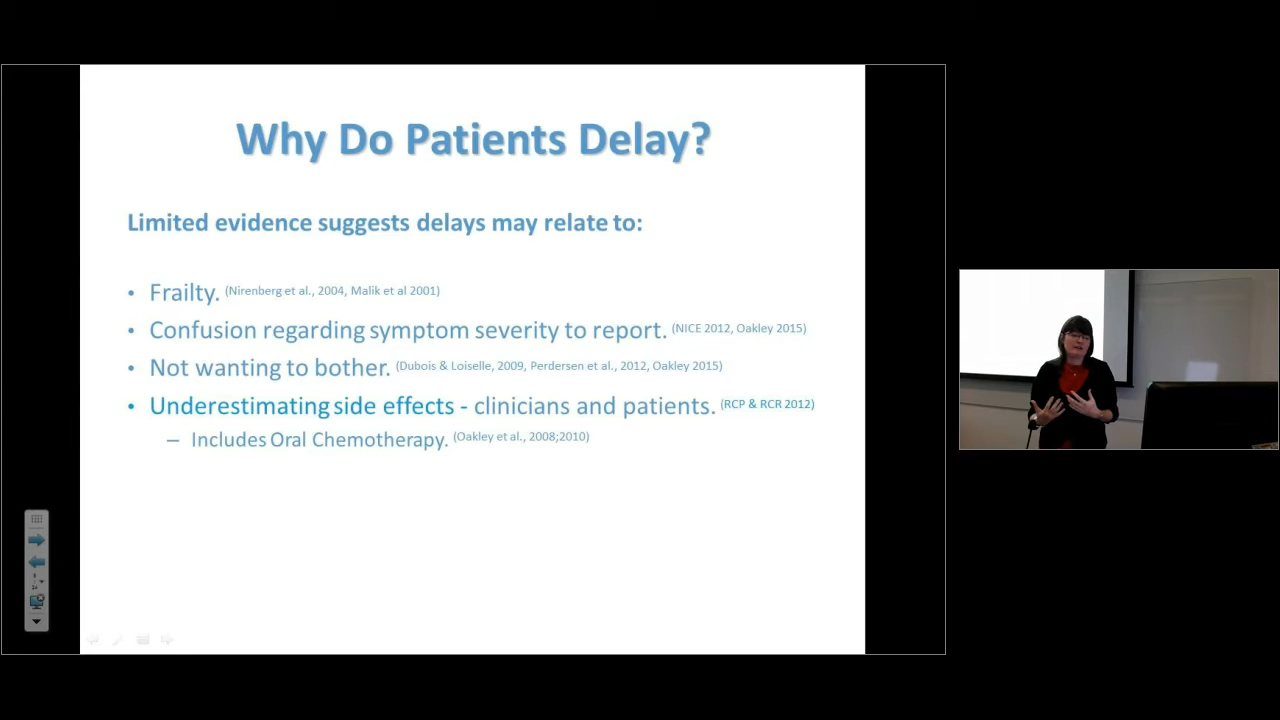 Why Do Patients Delay?
Limited evidence suggests delays may relate to:
• Frailty. (Nirenberg et al., 2004, Malik et al 2001)
• Confusion regarding symptom severity to report. (NICE 2012, Oakley 2015)
• Not wanting to bother. (Dubois & Loiselle, 2009, Perdersen et al., 2012, Oakley 2015)
• Underestimating side effects - clinicians and patients. (RCP & RCR 2012)
– Includes Oral Chemotherapy. (Oakley et al., 2008;2010)